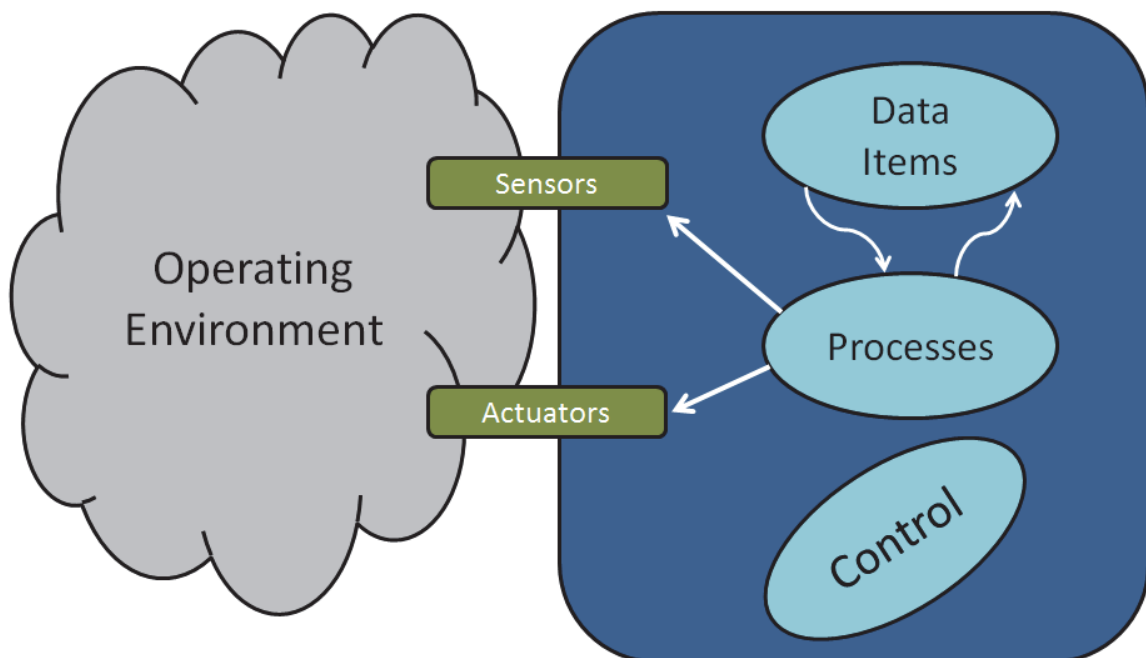 Operating
Environment
Sensors
Actuators
Data
Items
Processes
Control